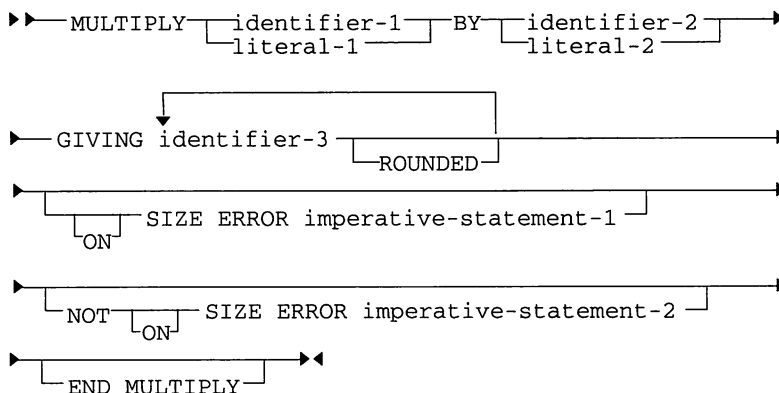 MULTIPLY identifier-1 BY identifier-2
literal-1 literal-2
GIVING identifier-3
ROUNDED
SIZE ERROR imperative-statement-1
ON
NOT SIZE ERROR imperative-statement-2
ON
END MULTIPLY